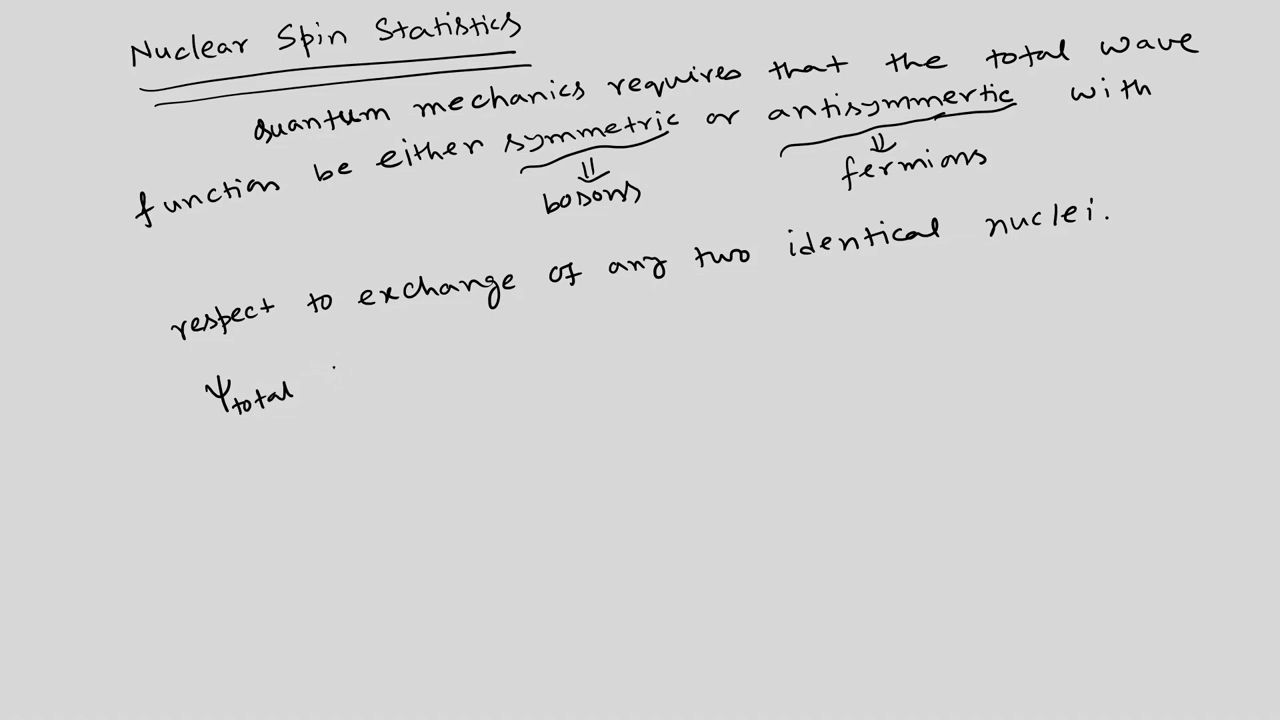 Nuclear Spin Statistics
quantum mechanics requires that the total wave
function be either symmetric or antisymmertic with
bosons fermions
respect to exchange of any two identical nuclei.
Ψtotal